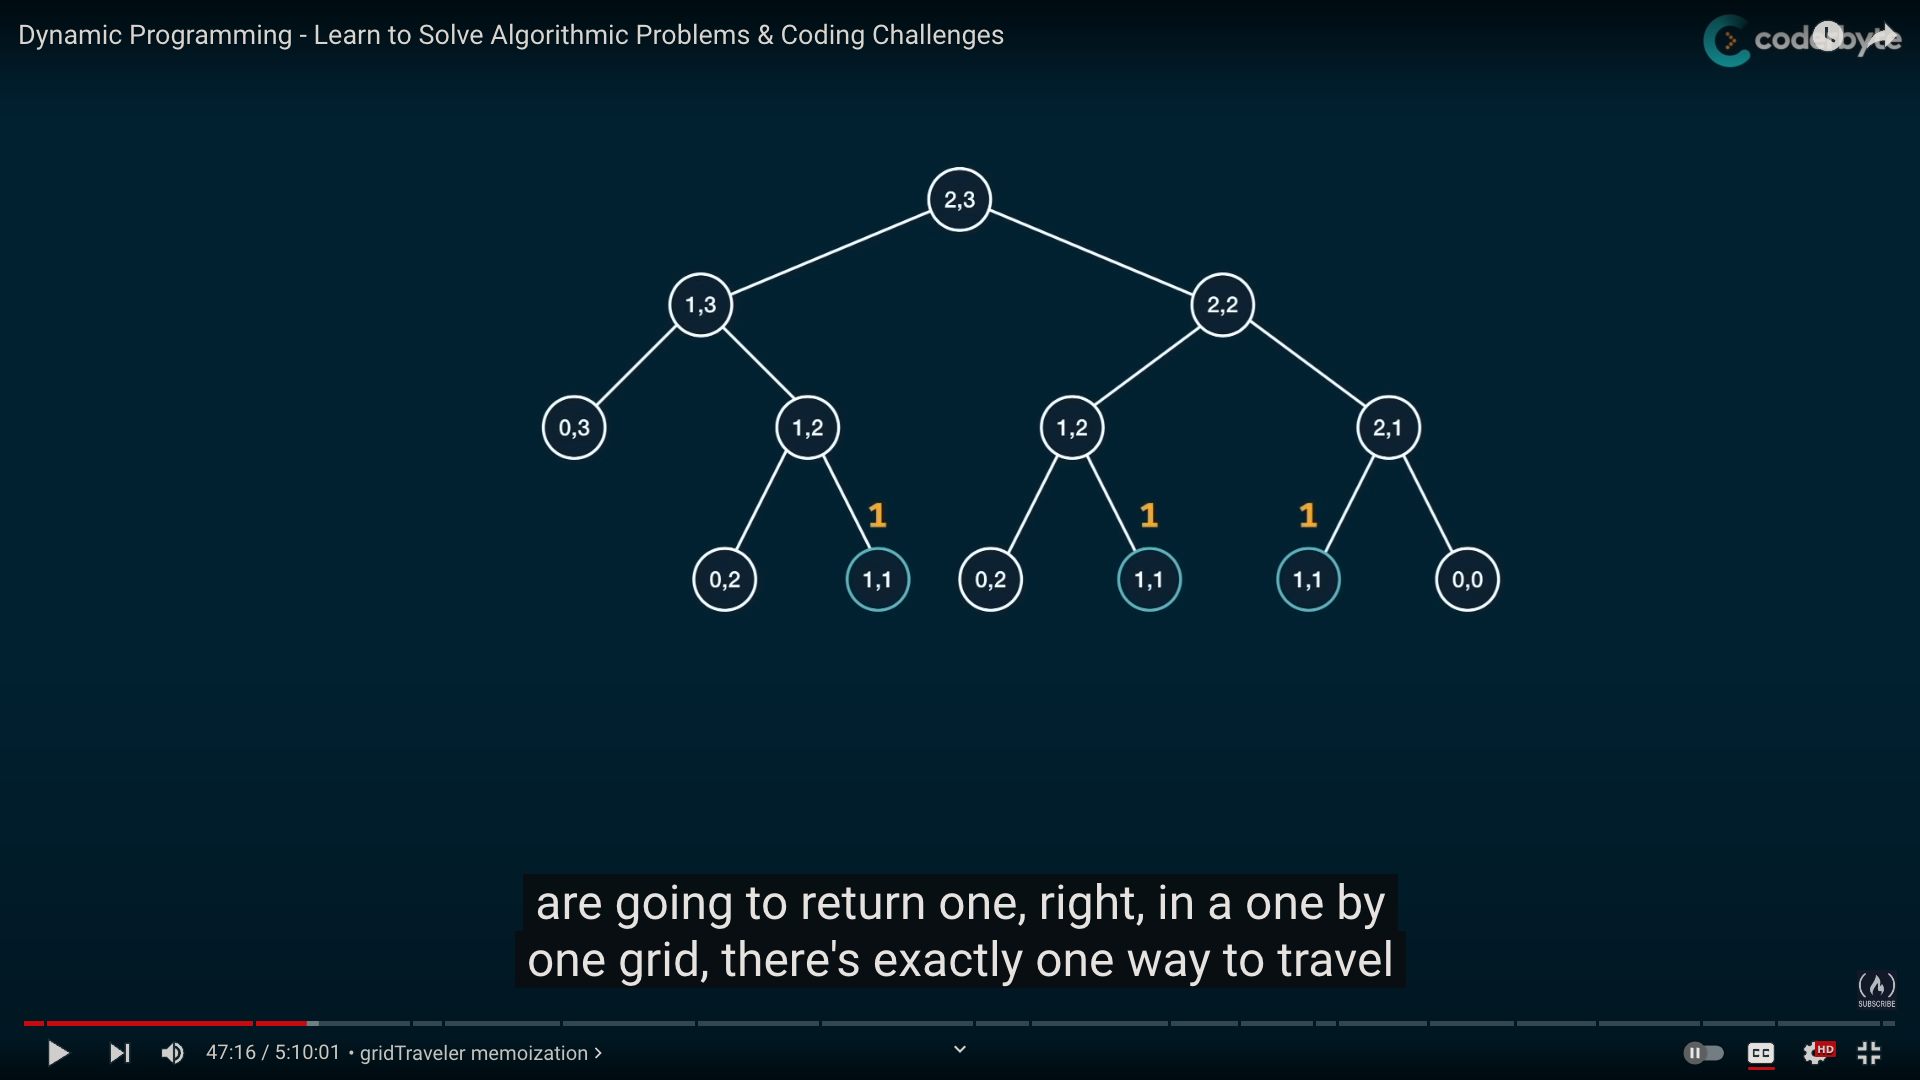 Dynamic Programming - Learn to Solve Algorithmic Problems & Coding Challenges
coderbyte
2,3
1,3
2,2
0,3
1,2
1,2
2,1
1
1
1
0,2
1,1
0,2
1,1
1,1
0,0
are going to return one, right, in a one by
one grid, there's exactly one way to travel
SUBSCRIBE
47:16 / 5:10:01 • gridTraveler memoization
CC
HD